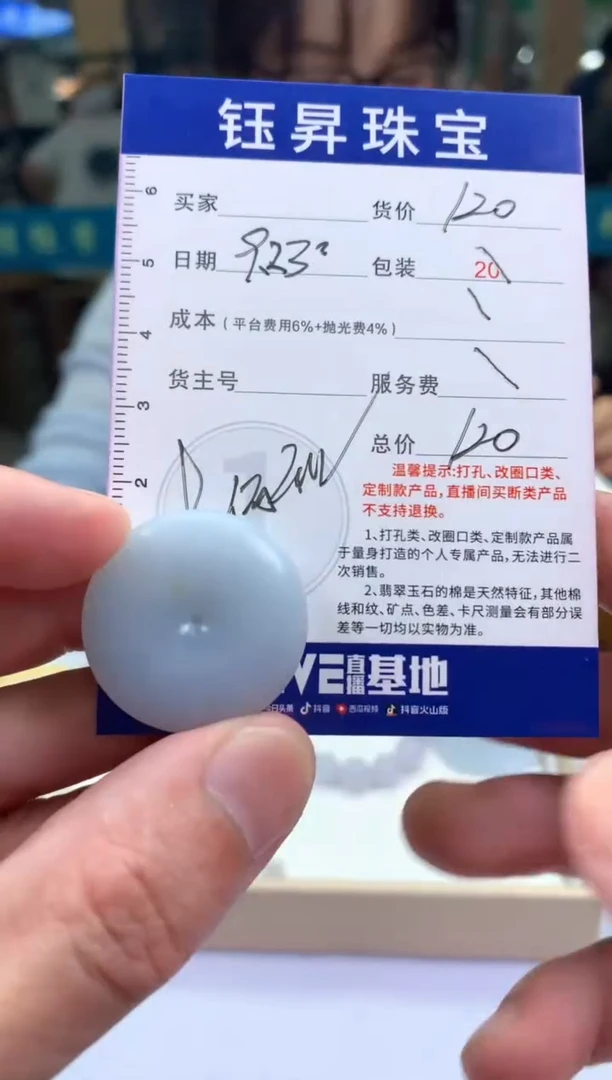 钰昇珠宝
买家 货价 120
日期 923 包装 20
成本（平台费用6%+抛光费4%）
货主号 服务费
总价 120
温馨提示:打孔、改圈口类、
定制款产品，直播间买断类产品
不支持退换。
1、打孔类、改圈口类、定制款产品属
于量身打造的个人专属产品，无法进行二
次销售。
2、翡翠玉石的棉是天然特征，其他棉
线和纹、矿点、色差、卡尺测量会有部分误
差等一切均以实物为准。
6
5
4
3
2
直播基地
抖音 西瓜视频 抖音火山版